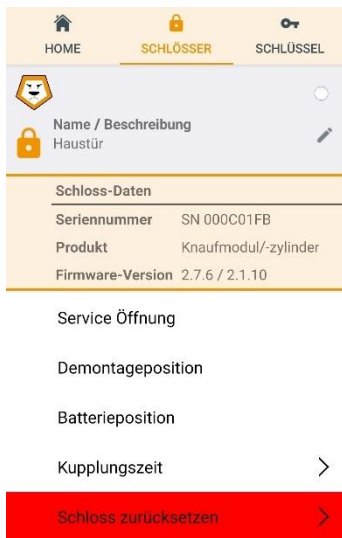 HOME SCHLÖSSER SCHLÜSSEL
Name / Beschreibung
Haustür
Schloss-Daten
Seriennummer SN 000C01FB
Produkt Knaufmodul/-zylinder
Firmware-Version 2.7.6 / 2.1.10
Service Öffnung
Demontageposition
Batterieposition
Kupplungszeit
Schloss zurücksetzen